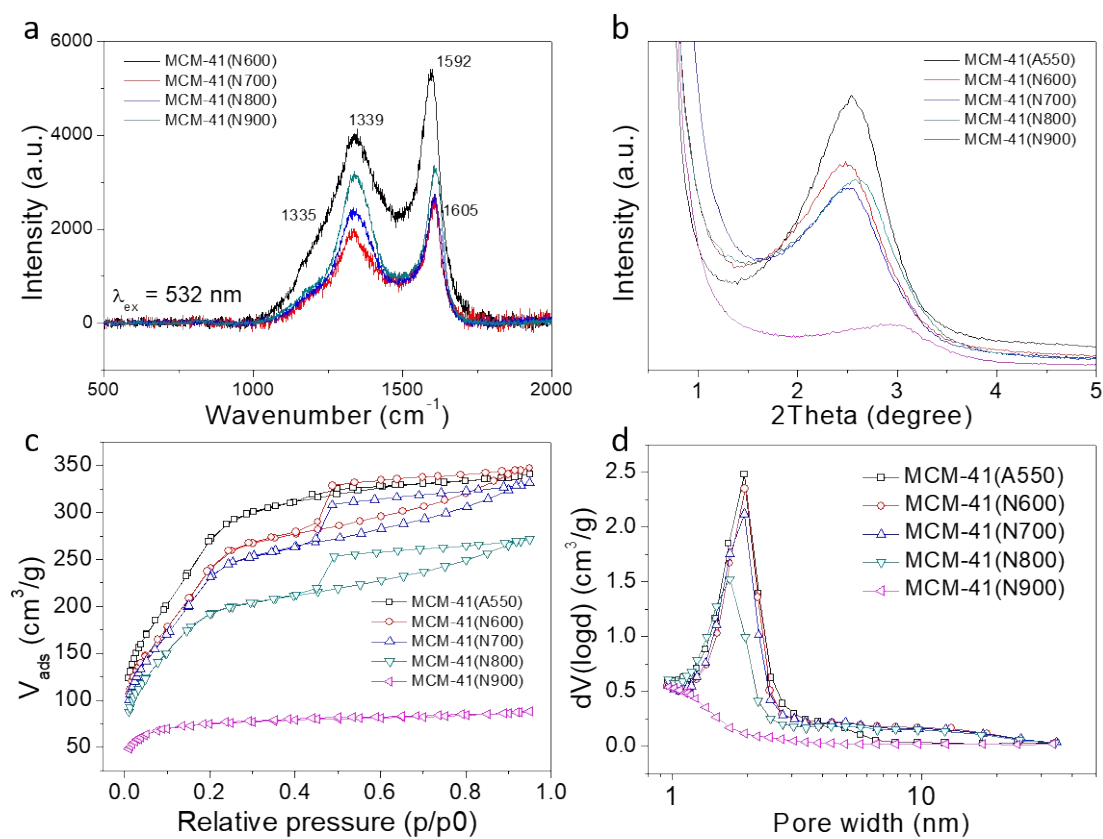 a
6000
4000
2000
0
Intensity (a.u.)
MCM-41(N600)
MCM-41(N700)
MCM-41(N800)
MCM-41(N900)
1592
1339
1335
1605
λex = 532 nm
500
1000
1500
2000
Wavenumber (cm⁻¹)
b
Intensity (a.u.)
MCM-41(A550)
MCM-41(N600)
MCM-41(N700)
MCM-41(N800)
MCM-41(N900)
1
2
3
4
5
2Theta (degree)
c
350
300
250
200
150
100
50
Vads (cm³/g)
MCM-41(A550)
MCM-41(N600)
MCM-41(N700)
MCM-41(N800)
MCM-41(N900)
0.0
0.2
0.4
0.6
0.8
1.0
Relative pressure (p/p0)
d
2.5
2.0
1.5
1.0
0.5
0.0
dV(logd) (cm³/g)
MCM-41(A550)
MCM-41(N600)
MCM-41(N700)
MCM-41(N800)
MCM-41(N900)
1
10
Pore width (nm)